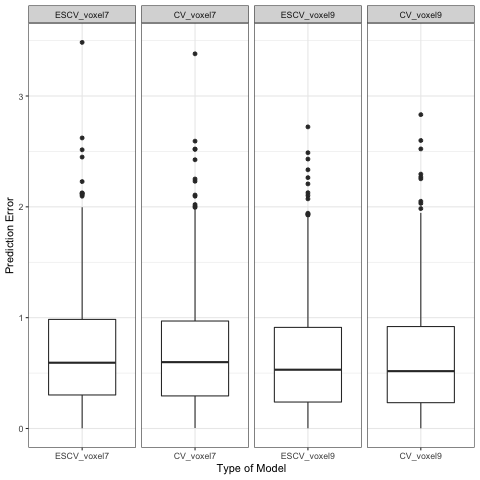 ESCV_voxel7 CV_voxel7 ESCV_voxel9 CV_voxel9
Prediction Error
3
2
1
0
ESCV_voxel7 CV_voxel7 ESCV_voxel9 CV_voxel9
Type of Model